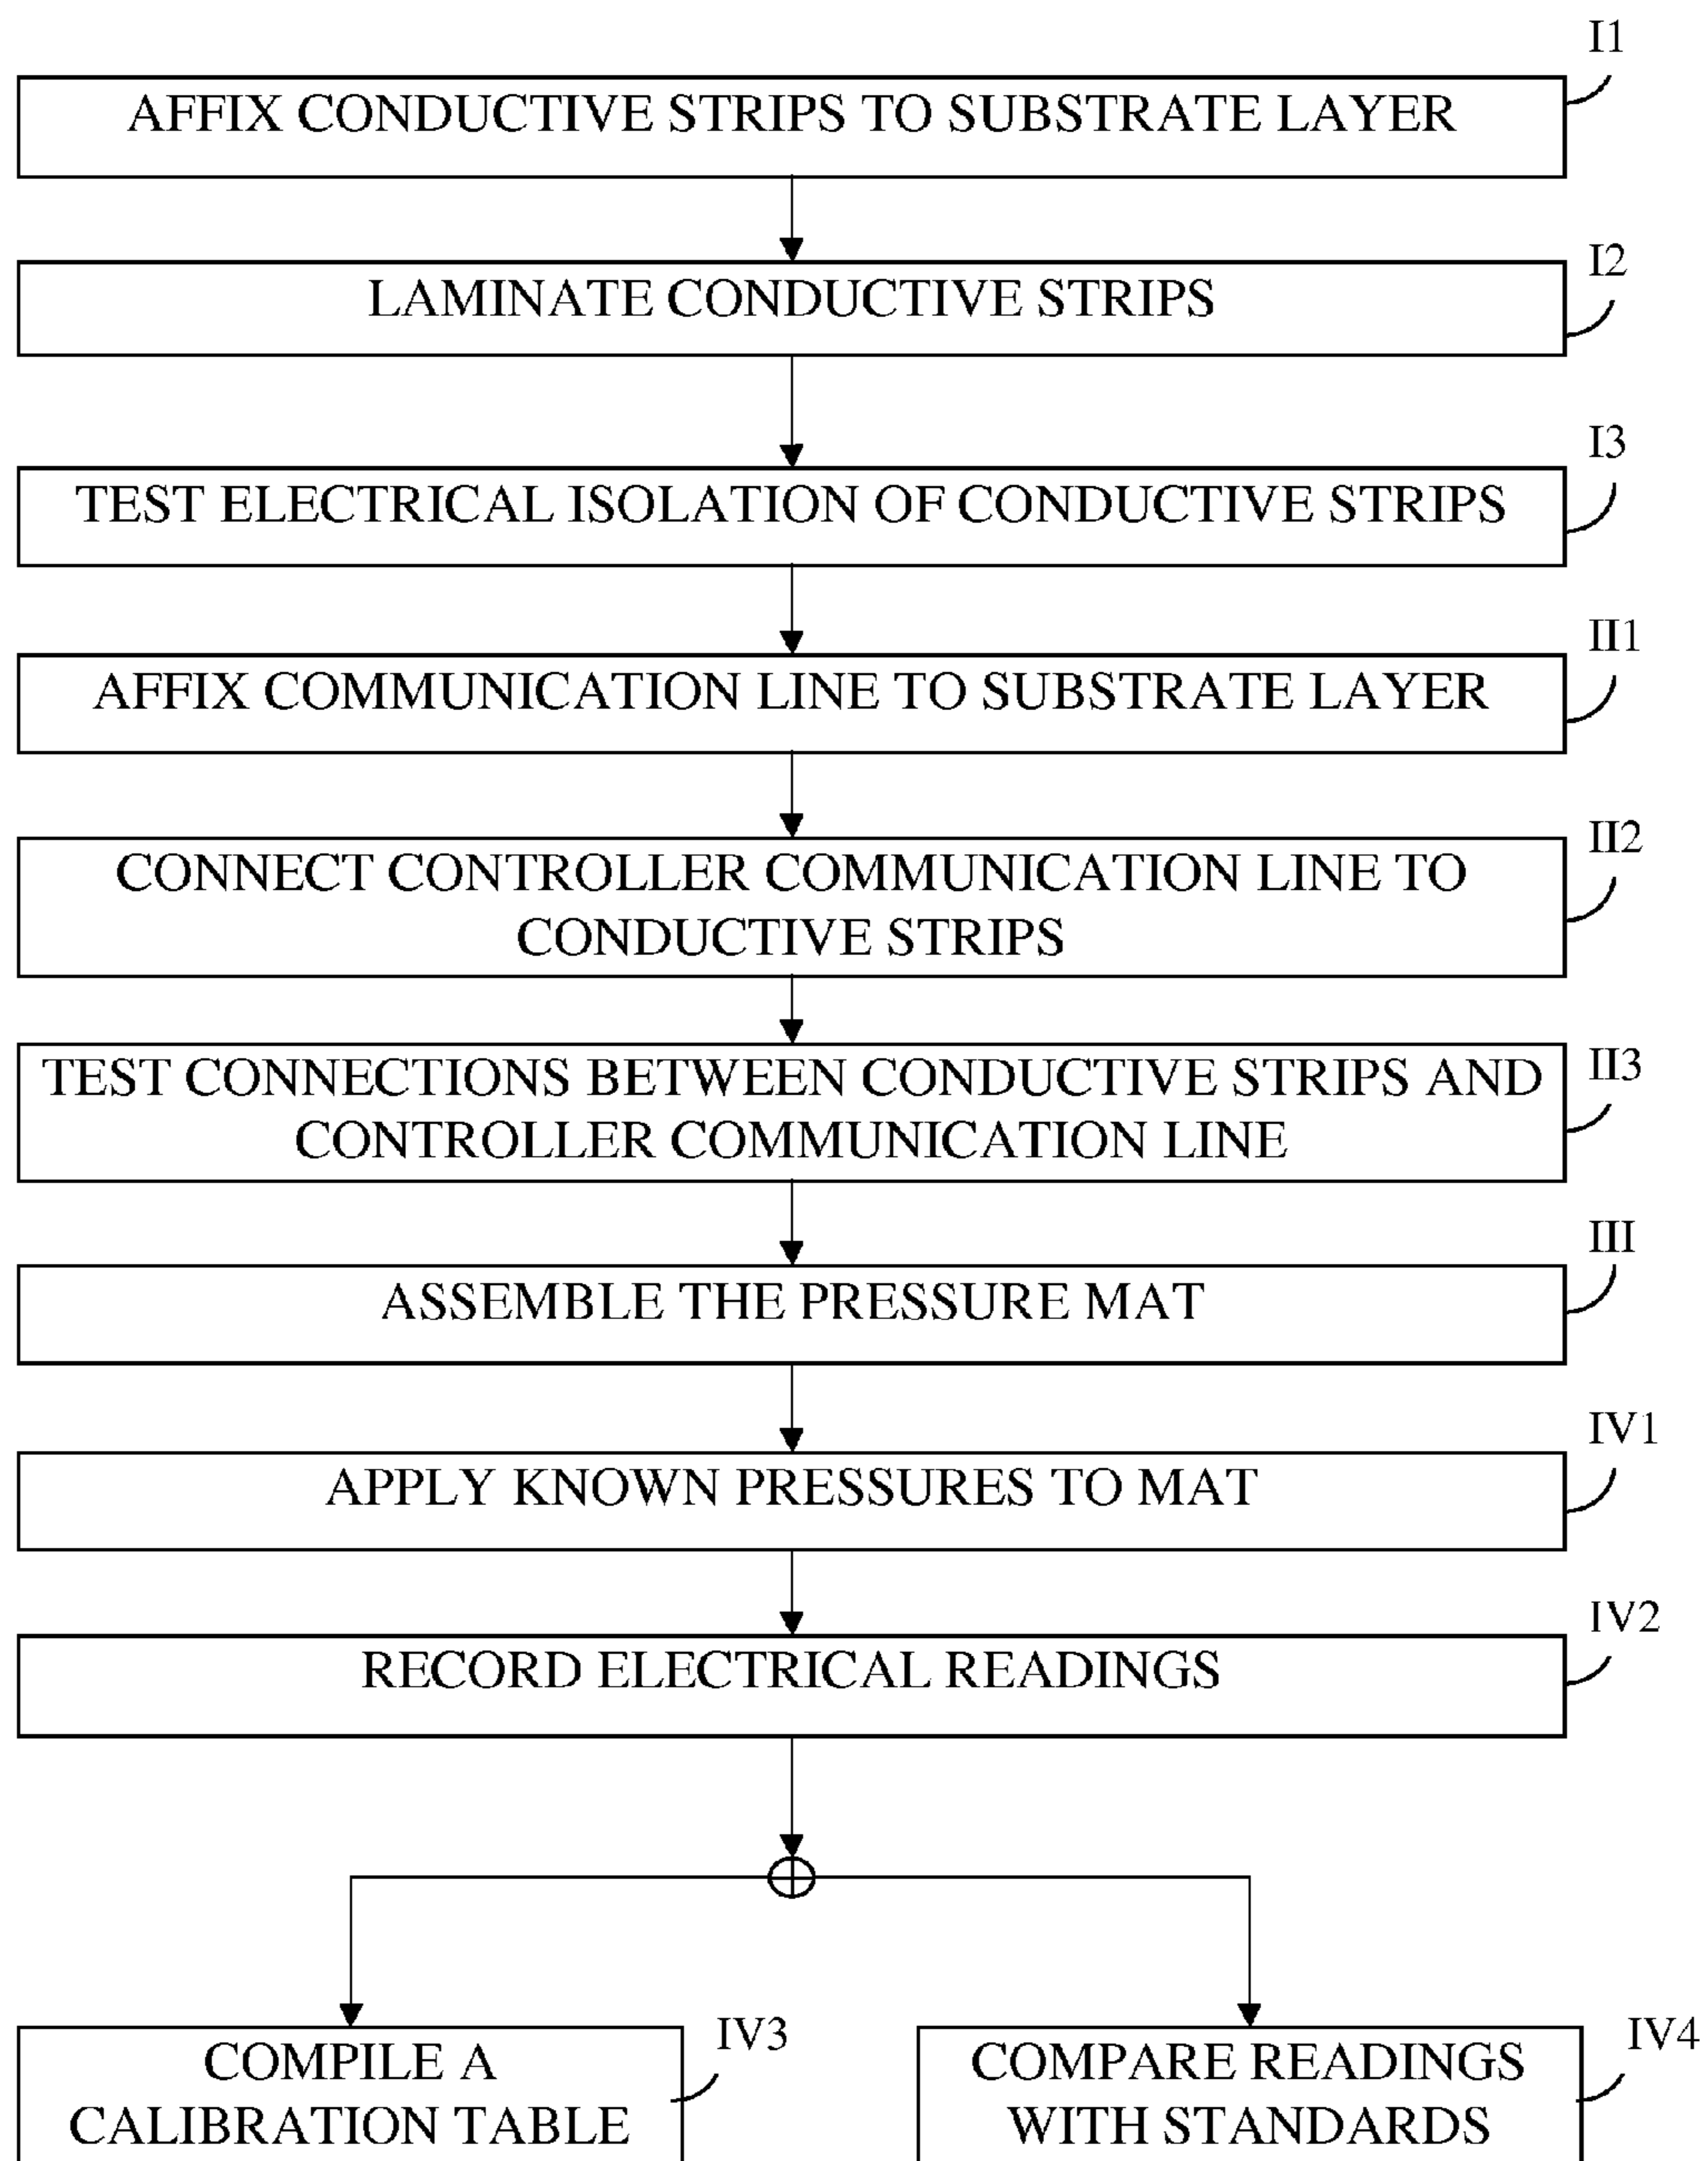 I1
AFFIX CONDUCTIVE STRIPS TO SUBSTRATE LAYER
I2
LAMINATE CONDUCTIVE STRIPS
I3
TEST ELECTRICAL ISOLATION OF CONDUCTIVE STRIPS
II1
AFFIX COMMUNICATION LINE TO SUBSTRATE LAYER
II2
CONNECT CONTROLLER COMMUNICATION LINE TO
CONDUCTIVE STRIPS
II3
TEST CONNECTIONS BETWEEN CONDUCTIVE STRIPS AND
CONTROLLER COMMUNICATION LINE
III
ASSEMBLE THE PRESSURE MAT
IV1
APPLY KNOWN PRESSURES TO MAT
IV2
RECORD ELECTRICAL READINGS
IV3
COMPILE A
CALIBRATION TABLE
IV4
COMPARE READINGS
WITH STANDARDS